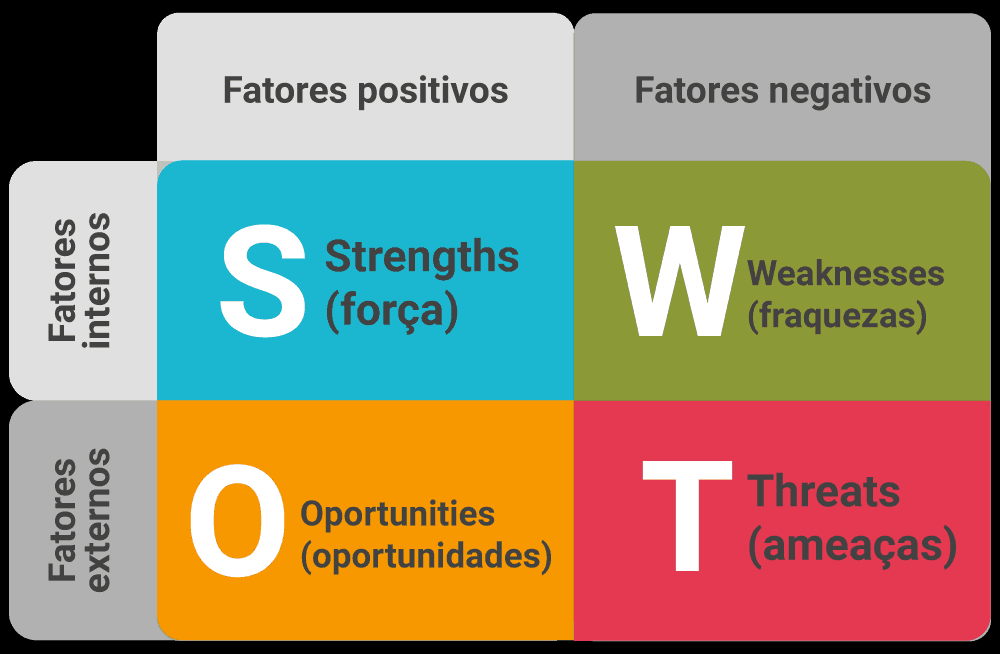 Fatores positivos
Fatores negativos
Fatores
internos
S
Strengths
(força)
W
Weaknesses
(fraquezas)
Fatores
externos
O
Oportunities
(oportunidades)
T
Threats
(ameaças)